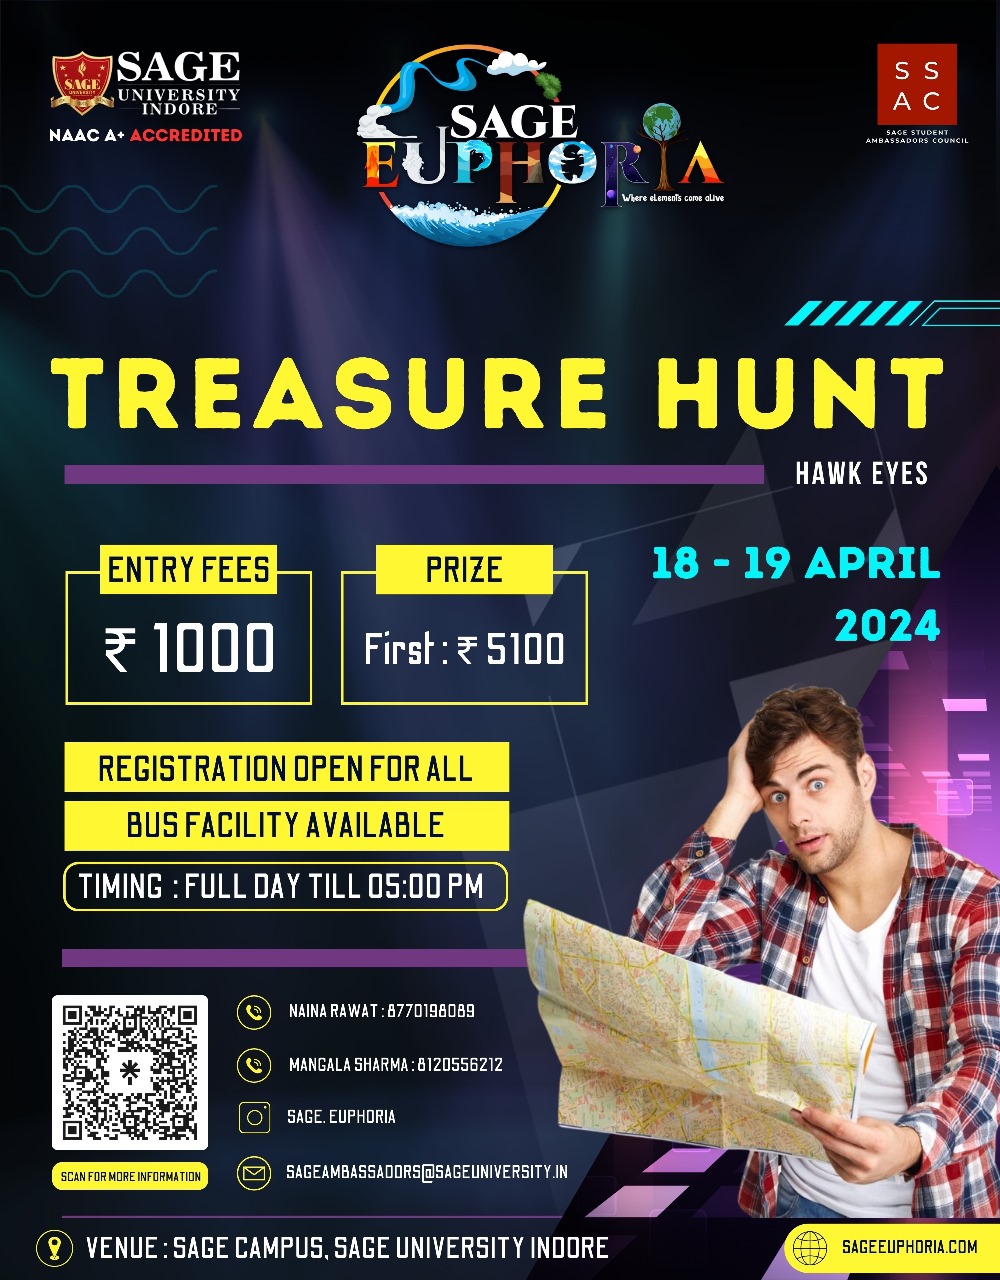 SAGE
SAGE
UNIVERSITY
UNIVERSITY
INDORE
NAAC A+ ACCREDITED
SAGE
EUPHORIA
Where elements come alive
S S
A C
SAGE STUDENT
AMBASSADORS COUNCIL
TREASURE HUNT
HAWK EYES
ENTRY FEES
₹ 1000
PRIZE
First : ₹ 5100
18 - 19 APRIL
2024
REGISTRATION OPEN FOR ALL
BUS FACILITY AVAILABLE
TIMING : FULL DAY TILL 05:00 PM
NAINA RAWAT : 8770198089
MANGALA SHARMA : 8120556212
SAGE. EUPHORIA
SAGEAMBASSADORS@SAGEUNIVERSITY.IN
SCAN FOR MORE INFORMATION
VENUE : SAGE CAMPUS, SAGE UNIVERSITY INDORE
SAGEEUPHORIA.COM